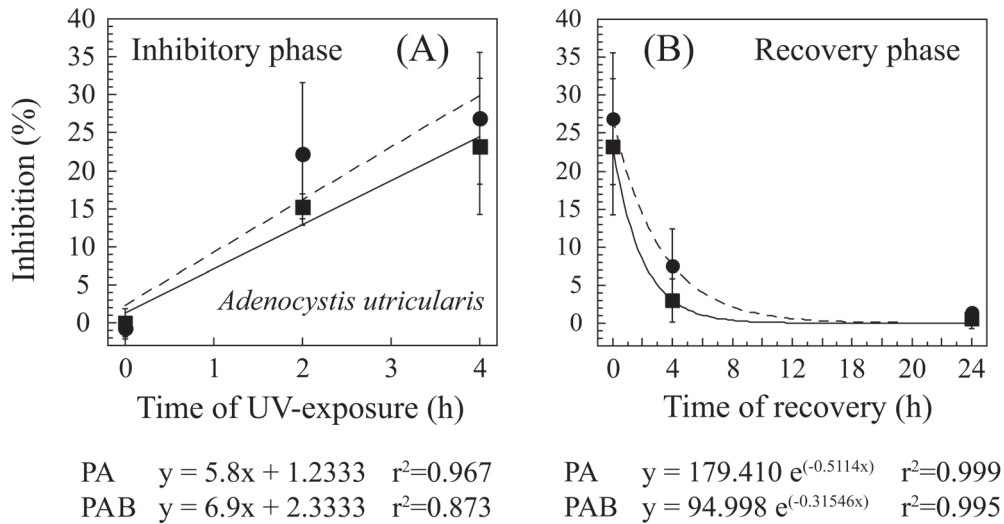 Inhibition (%)
40
35
30
25
20
15
10
5
0
Inhibitory phase (A)
Adenocystis utricularis
0 1 2 3 4
Time of UV-exposure (h)
PA y = 5.8x + 1.2333 r²=0.967
PAB y = 6.9x + 2.3333 r²=0.873
40
35
30
25
20
15
10
5
0
(B) Recovery phase
0 4 8 12 18 20 24
Time of recovery (h)
PA y = 179.410 e(-0.5114x) r²=0.999
PAB y = 94.998 e(-0.31546x) r²=0.995